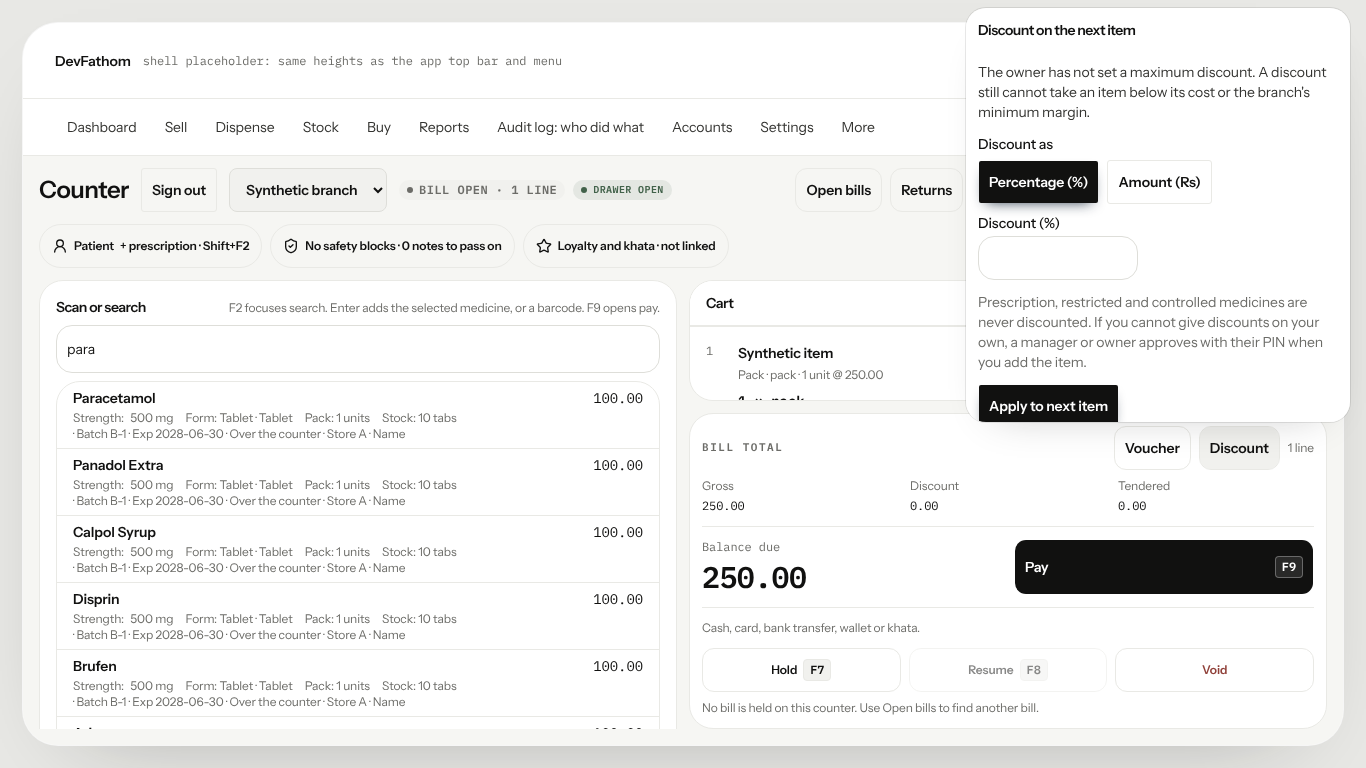 DevFathom shell placeholder: same heights as the app top bar and menu
Dashboard Sell Dispense Stock Buy Reports Audit log: who did what Accounts Settings More
Counter Sign out Synthetic branch BILL OPEN · 1 LINE DRAWER OPEN Open bills Returns
Patient + prescription · Shift+F2 No safety blocks · 0 notes to pass on Loyalty and khata · not linked
Scan or search F2 focuses search. Enter adds the selected medicine, or a barcode. F9 opens pay.
para
Paracetamol 100.00
Strength: 500 mg Form: Tablet · Tablet Pack: 1 units Stock: 10 tabs
· Batch B-1 · Exp 2028-06-30 · Over the counter · Store A · Name
Panadol Extra 100.00
Strength: 500 mg Form: Tablet · Tablet Pack: 1 units Stock: 10 tabs
· Batch B-1 · Exp 2028-06-30 · Over the counter · Store A · Name
Calpol Syrup 100.00
Strength: 500 mg Form: Tablet · Tablet Pack: 1 units Stock: 10 tabs
· Batch B-1 · Exp 2028-06-30 · Over the counter · Store A · Name
Disprin 100.00
Strength: 500 mg Form: Tablet · Tablet Pack: 1 units Stock: 10 tabs
· Batch B-1 · Exp 2028-06-30 · Over the counter · Store A · Name
Brufen 100.00
Strength: 500 mg Form: Tablet · Tablet Pack: 1 units Stock: 10 tabs
· Batch B-1 · Exp 2028-06-30 · Over the counter · Store A · Name
Cart
1 Synthetic item
Pack · pack · 1 unit @ 250.00
BILL TOTAL Voucher Discount 1 line
Gross Discount Tendered
250.00 0.00 0.00
Balance due
250.00
Pay F9
Cash, card, bank transfer, wallet or khata.
Hold F7 Resume F8 Void
No bill is held on this counter. Use Open bills to find another bill.
Discount on the next item
The owner has not set a maximum discount. A discount
still cannot take an item below its cost or the branch's
minimum margin.
Discount as
Percentage (%) Amount (Rs)
Discount (%)
Prescription, restricted and controlled medicines are
never discounted. If you cannot give discounts on your
own, a manager or owner approves with their PIN when
you add the item.
Apply to next item